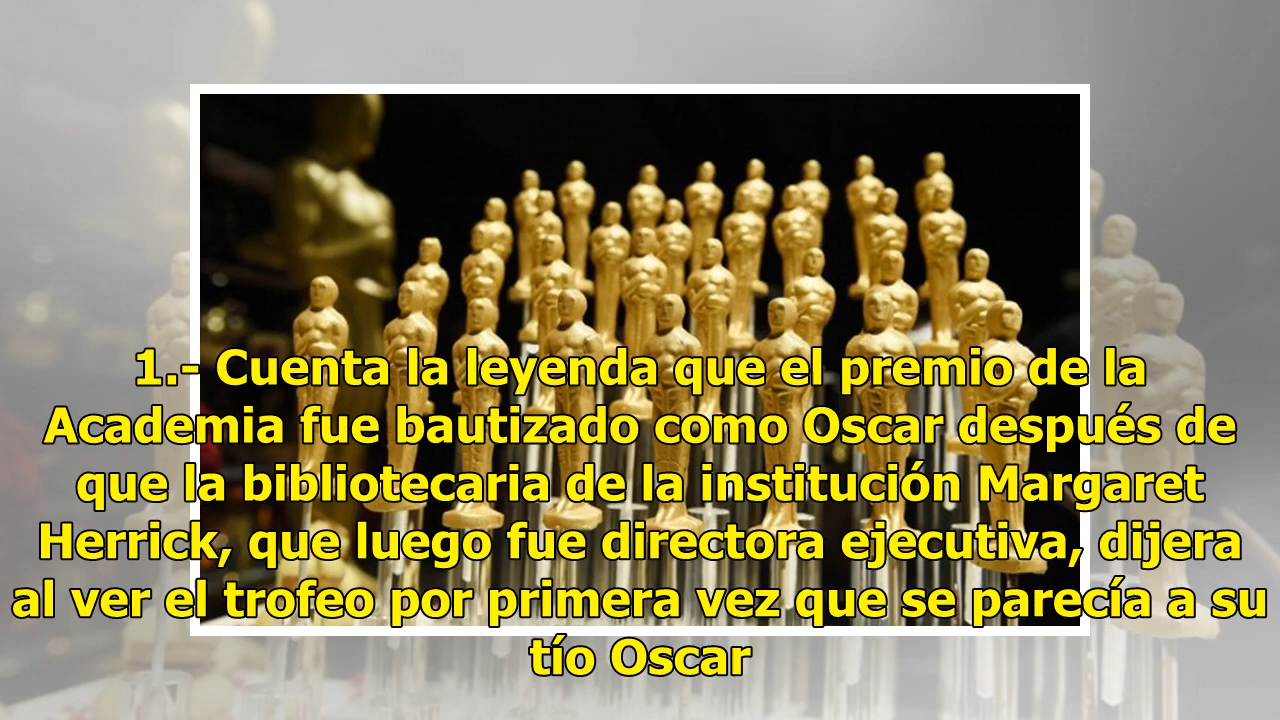 1.- Cuenta la leyenda que el premio de la
Academia fue bautizado como Oscar después de
que la bibliotecaria de la institución Margaret
Herrick, que luego fue directora ejecutiva, dijera
al ver el trofeo por primera vez que se parecía a su
tío Oscar